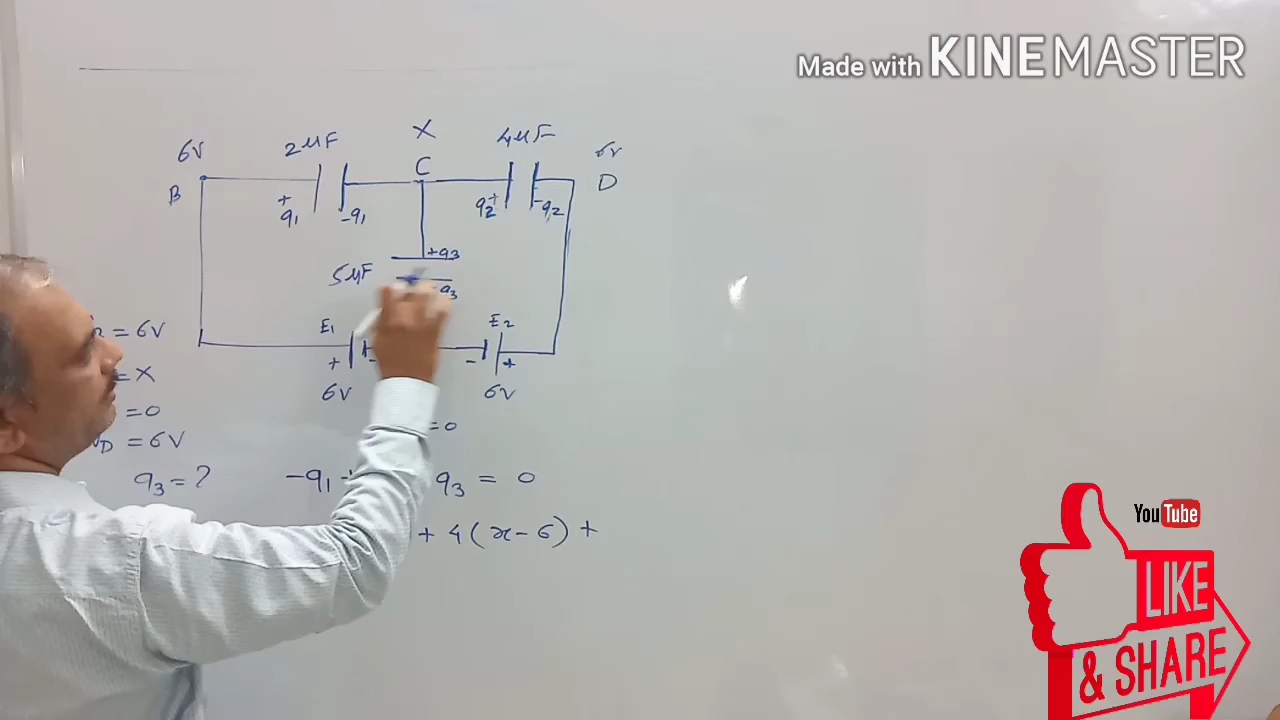 Made with KINEMASTER
6V 2µF X 4µF 6V
B C D
+ q1 -q1 q2+ -q2
+q3
5µF
-q3
E1 E2
+ - - +
6V 6V
= 6V
= X
= 0 = 0
VD = 6V
q3 = ? -q1 + q3 = 0
+ 4(x-6) +
YouTube
LIKE
& SHARE